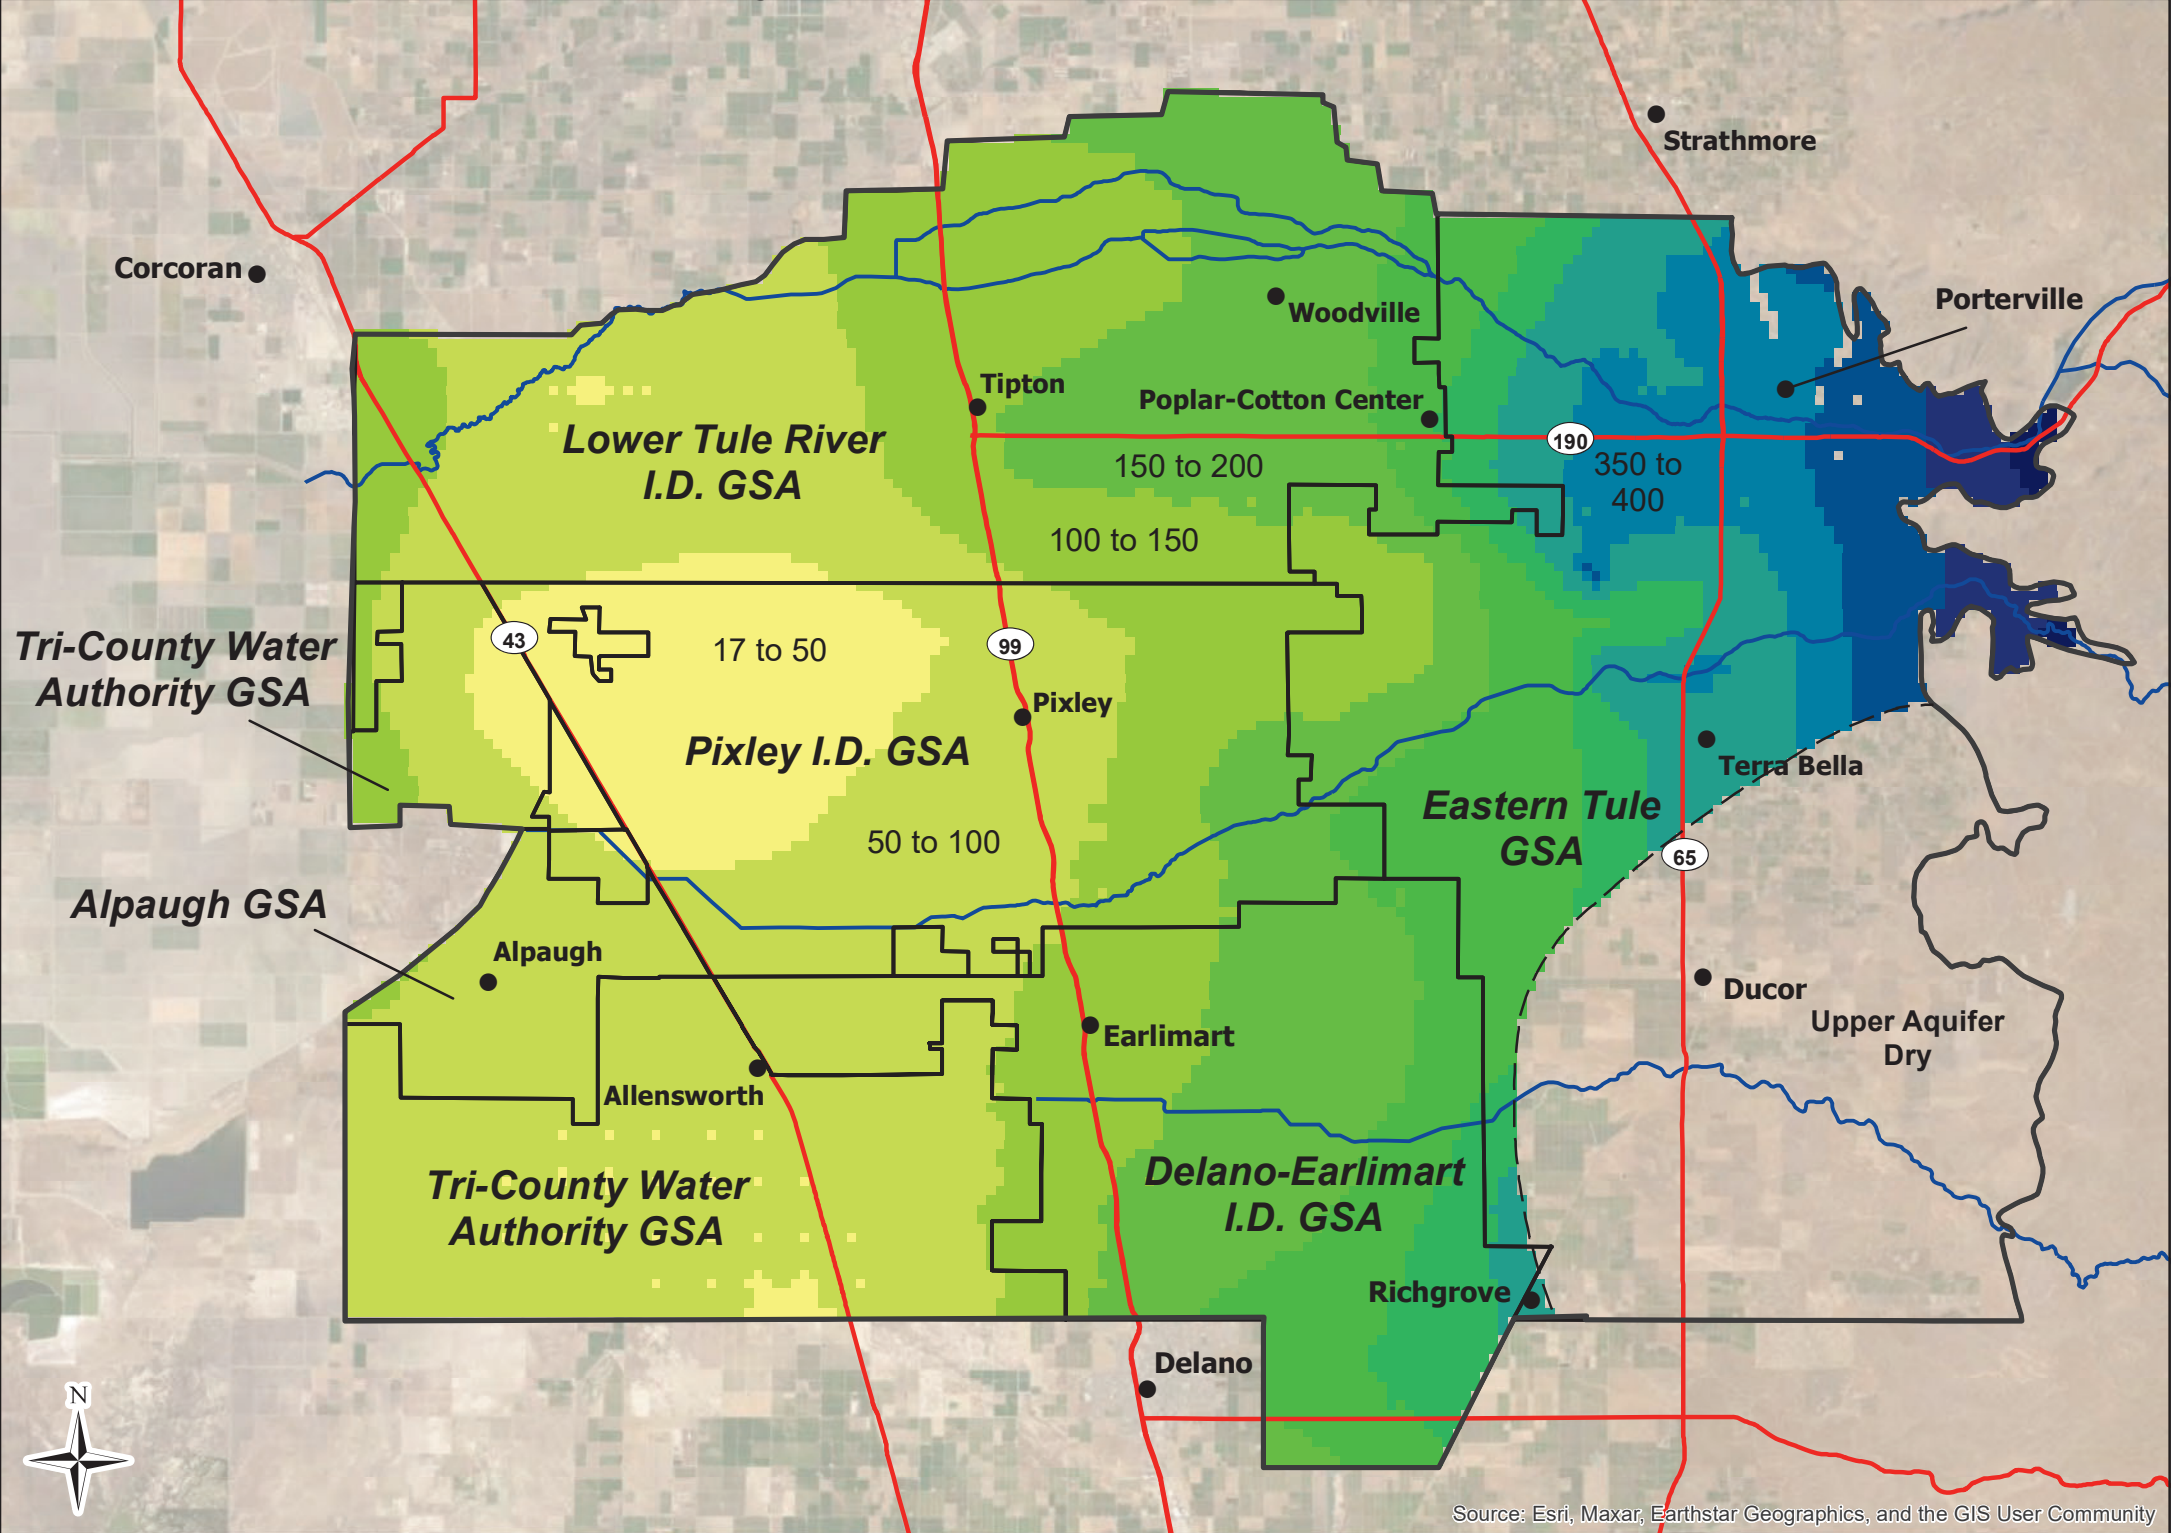 Strathmore
Corcoran
Porterville
Woodville
Tipton
Poplar-Cotton Center
Lower Tule River
I.D. GSA
190
150 to 200
350 to
400
100 to 150
Tri-County Water
Authority GSA
43
17 to 50
99
Pixley
Pixley I.D. GSA
Terra Bella
Eastern Tule
GSA
50 to 100
65
Alpaugh GSA
Alpaugh
Ducor
Upper Aquifer
Dry
Earlimart
Allensworth
Tri-County Water
Authority GSA
Delano-Earlimart
I.D. GSA
Richgrove
Delano
N
Source: Esri, Maxar, Earthstar Geographics, and the GIS User Community